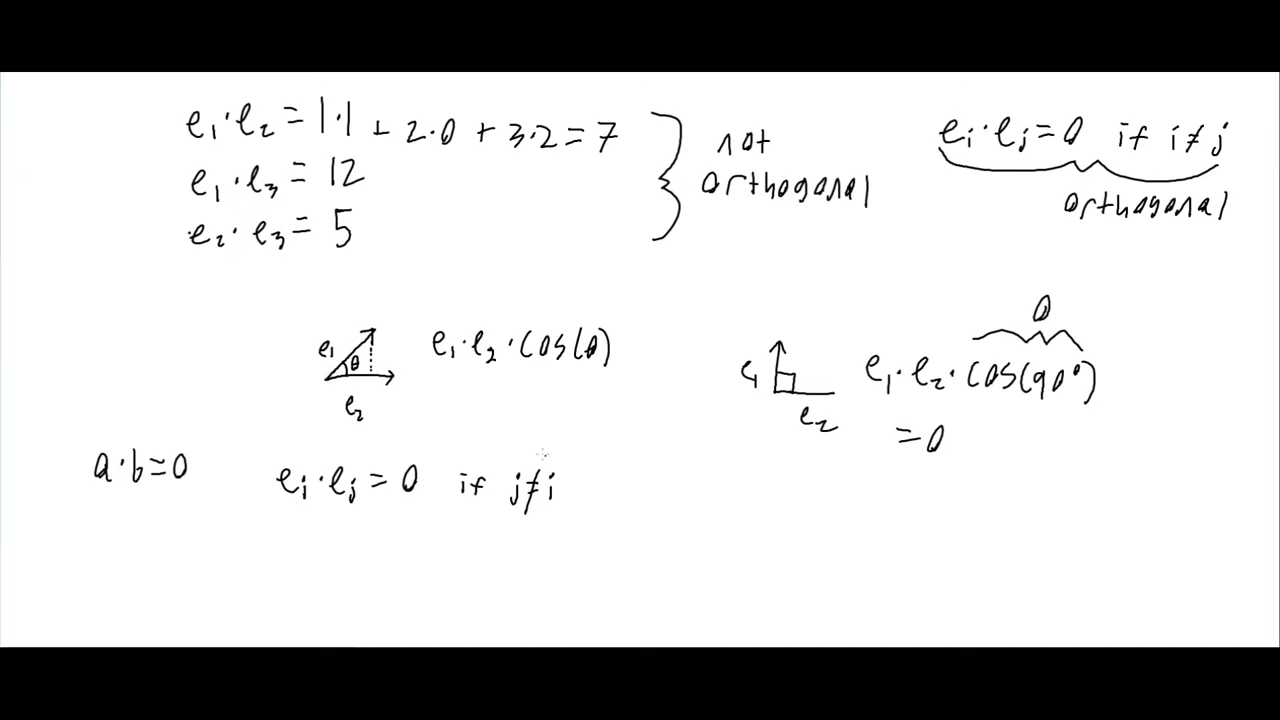 e₁·e₂ = 1·1 + 2·0 + 3·2 = 7
e₁·e₃ = 12
e₂·e₃ = 5
not
orthogonal
eᵢ·eⱼ = 0 if i≠j
orthogonal
e₁ θ e₂
e₁·e₂·cos(θ)
e₁ e₂
0
e₁·e₂·cos(90°)
= 0
a·b=0
eᵢ·eⱼ = 0 if j≠i